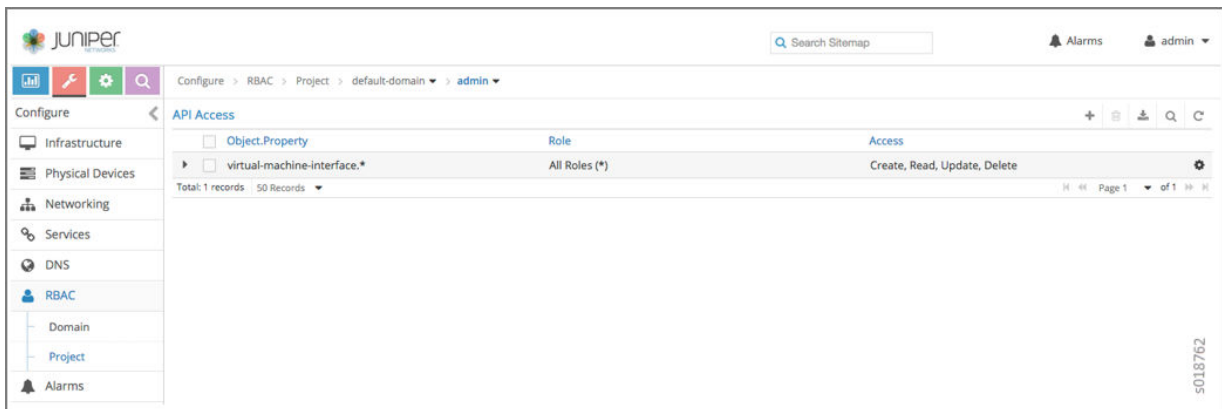 JUNIPER
NETWORKS
Search Sitemap
Alarms
admin
Configure > RBAC > Project > default-domain > admin
Configure
API Access
Infrastructure
Object.Property Role Access
virtual-machine-interface.* All Roles (*) Create, Read, Update, Delete
Physical Devices
Total: 1 records 50 Records Page 1 of 1
Networking
Services
DNS
RBAC
Domain
Project
Alarms
s018762